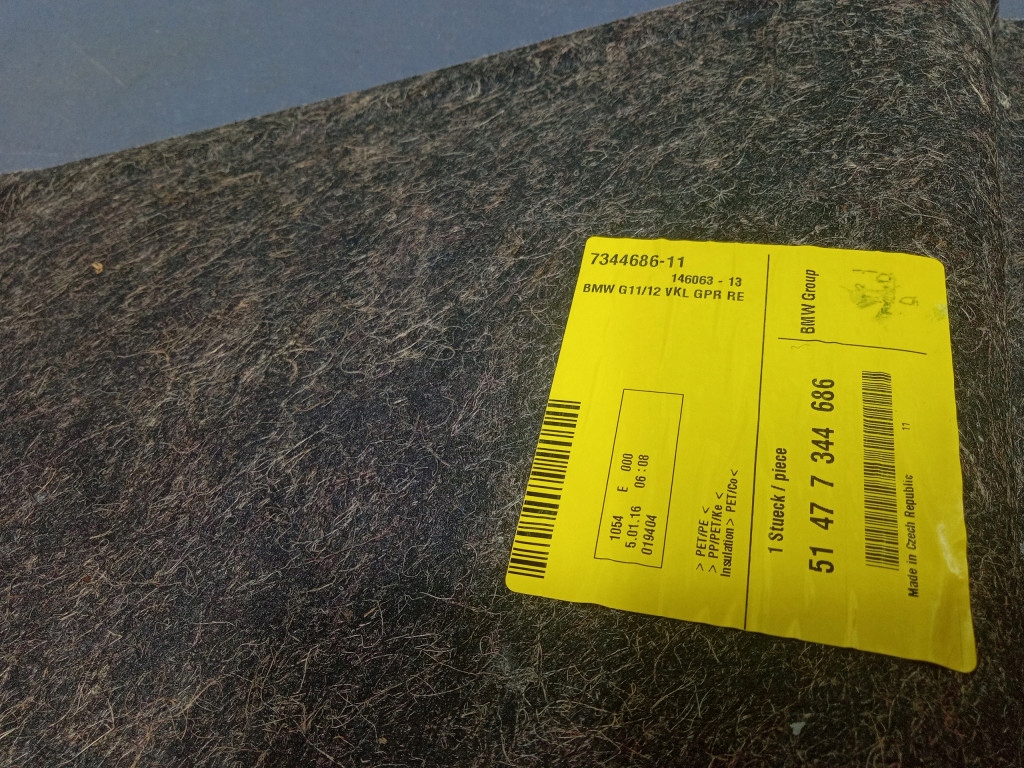 7344686-11
146063 - 13
BMW G11/12 VKL GPR RE
1054 E 000
5.01.16 06:08
019404
> PET/PE <
> PP/PET/Ke <
Insulation > PET/Co <
BMW Group
1 Stueck / piece
51 47 7 344 686
17
Made in Czech Republic